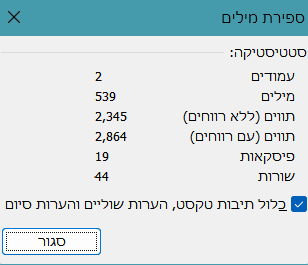 ספירת מילים
סטטיסטיקה:
עמודים 2
מילים 539
תווים (ללא רווחים) 2,345
תווים (עם רווחים) 2,864
פיסקאות 19
שורות 44
כלול תיבות טקסט, הערות שוליים והערות סיום
סגור